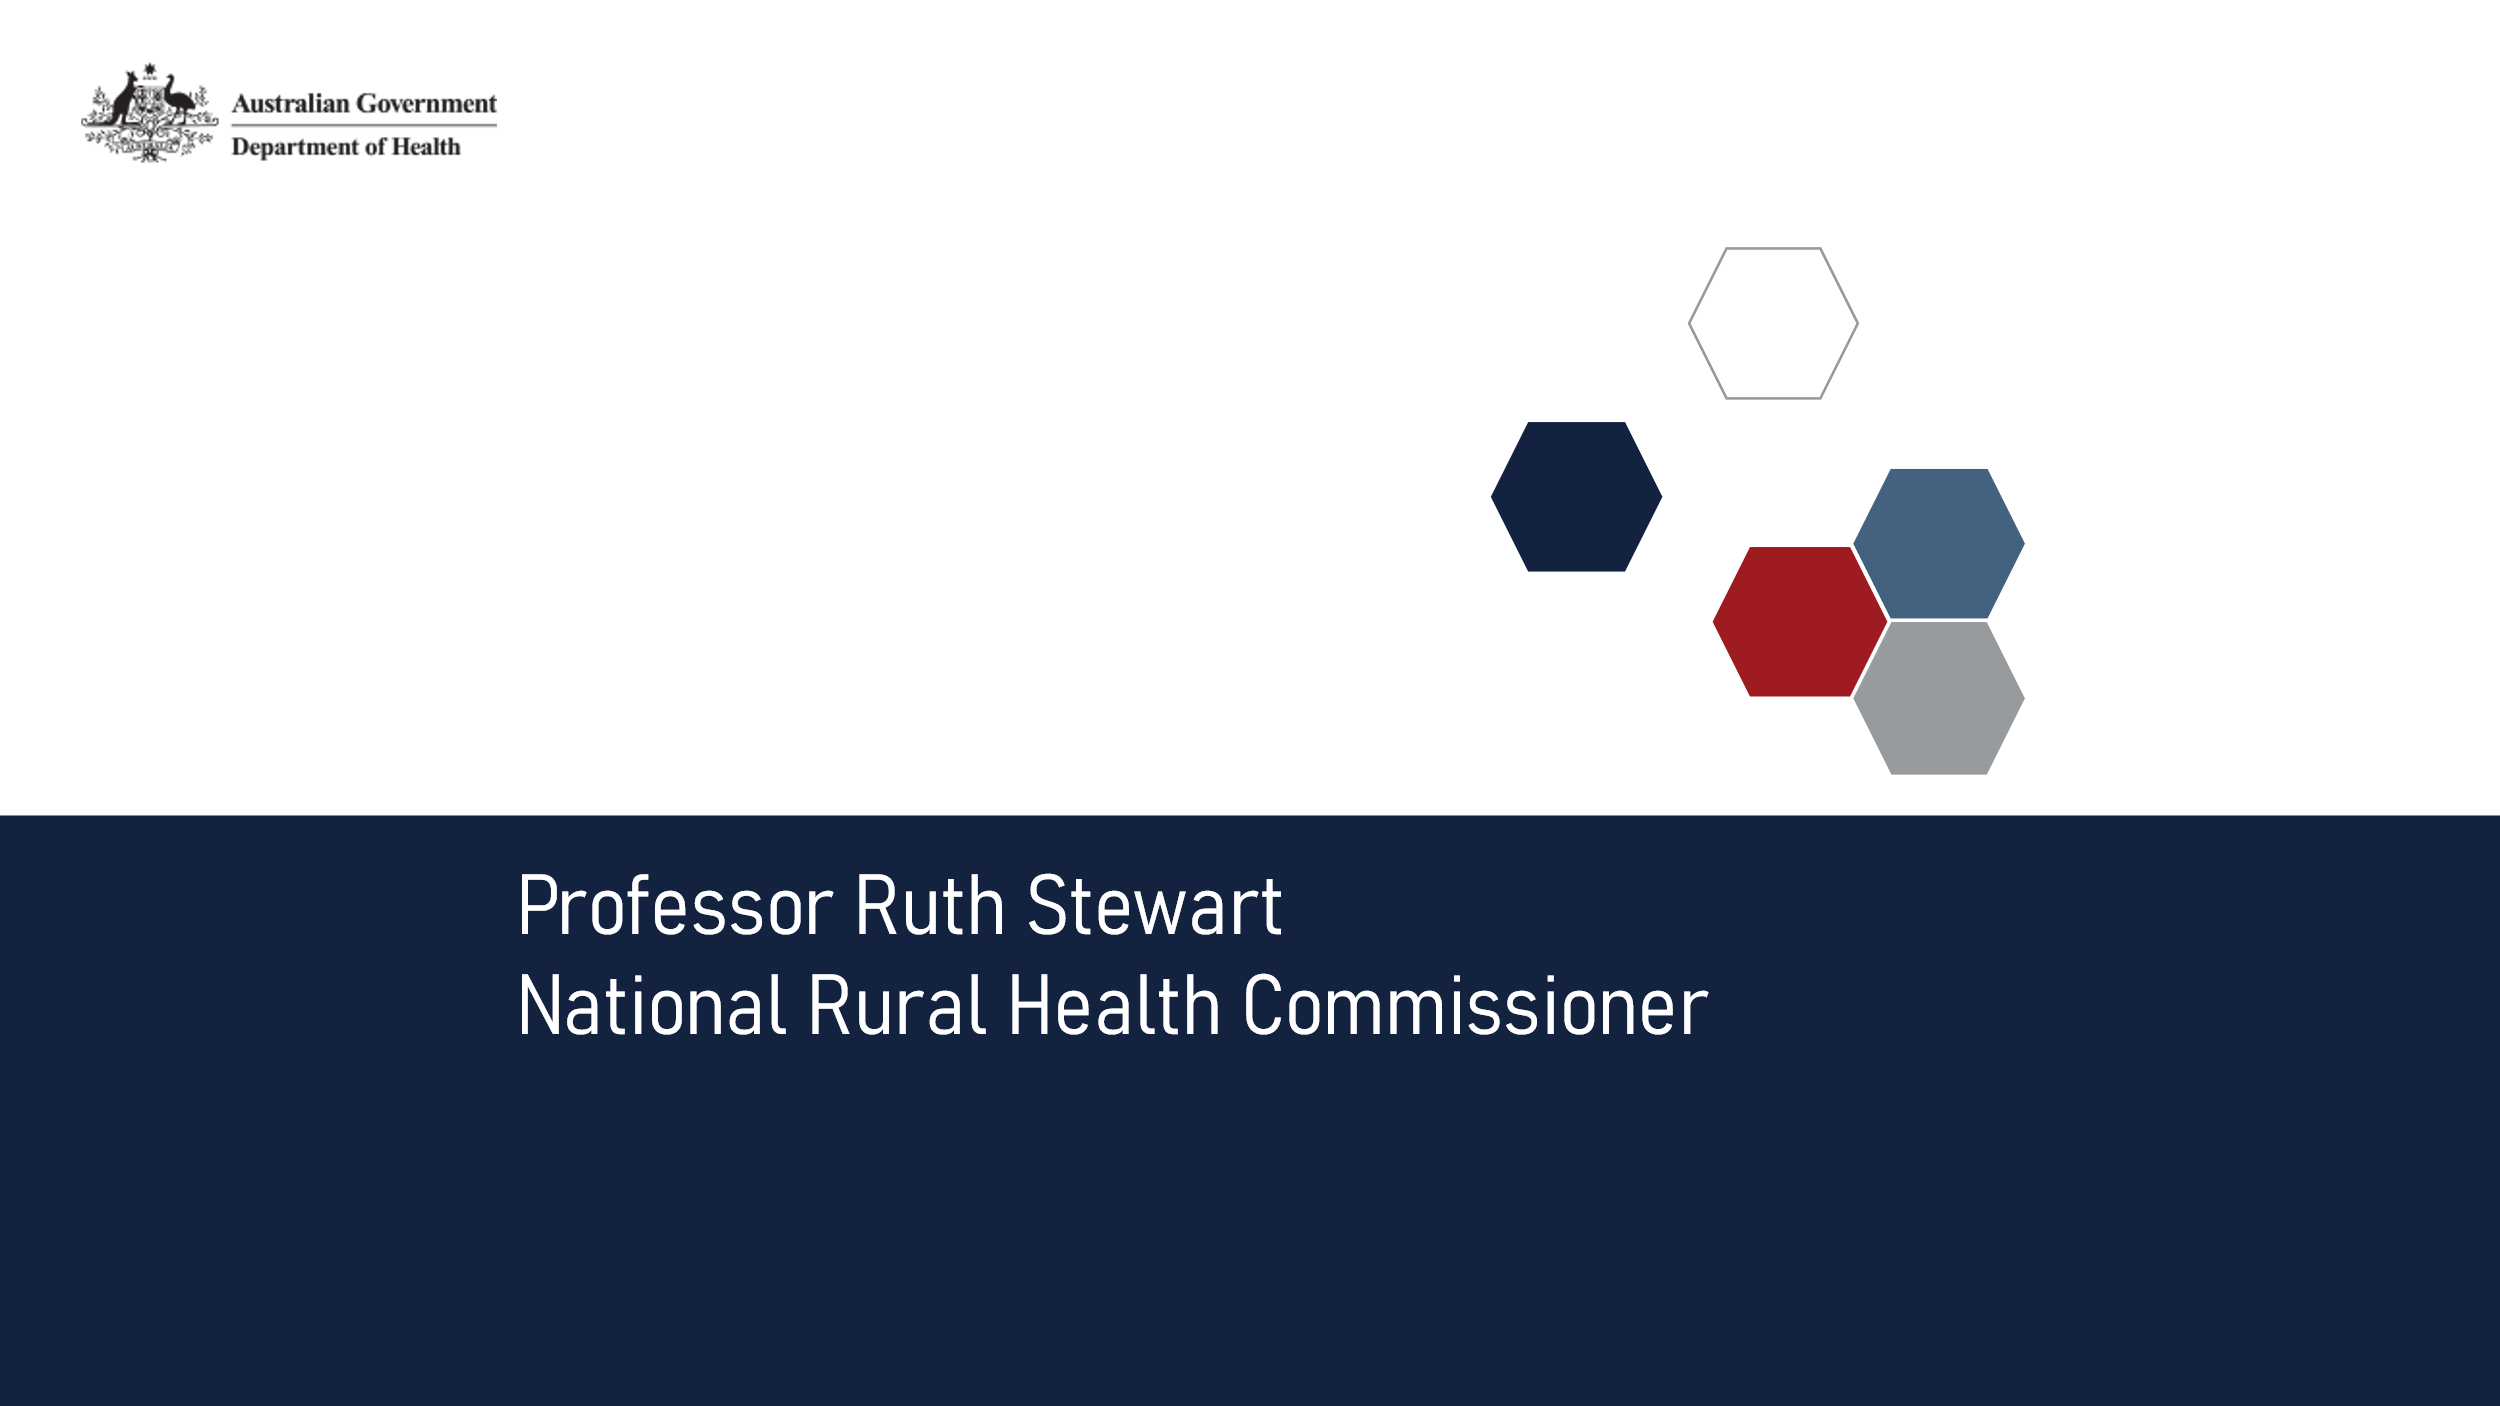 Australian Government
Department of Health
Professor Ruth Stewart
National Rural Health Commissioner